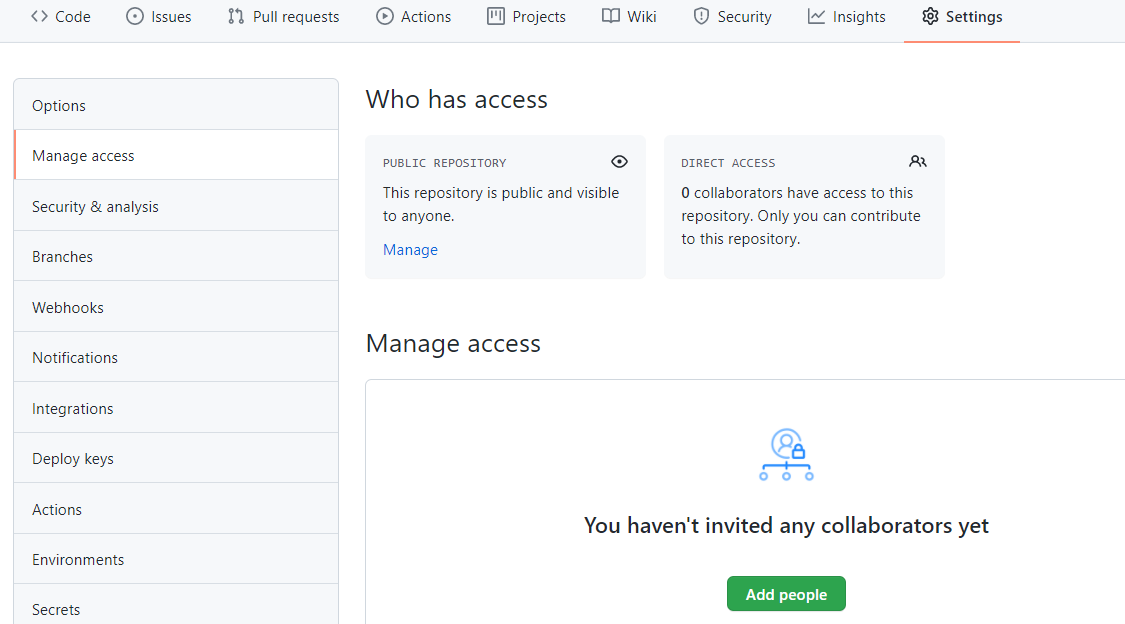 Code Issues Pull requests Actions Projects Wiki Security Insights Settings
Options
Manage access
Security & analysis
Branches
Webhooks
Notifications
Integrations
Deploy keys
Actions
Environments
Secrets
Who has access
PUBLIC REPOSITORY
This repository is public and visible
to anyone.
Manage
DIRECT ACCESS
0 collaborators have access to this
repository. Only you can contribute
to this repository.
Manage access
You haven't invited any collaborators yet
Add people